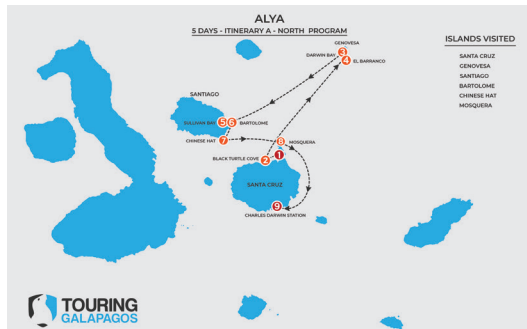 ALYA
5 DAYS - ITINERARY A - NORTH PROGRAM
ISLANDS VISITED
SANTA CRUZ
GENOVESA
SANTIAGO
BARTOLOME
CHINESE HAT
MOSQUERA
GENOVESA
DARWIN BAY 3
4 EL BARRANCO
SANTIAGO
SULLIVAN BAY 5 6 BARTOLOME
CHINESE HAT 7
8 MOSQUERA
1
BLACK TURTLE COVE 2
SANTA CRUZ
9
CHARLES DARWIN STATION
TOURING
GALAPAGOS